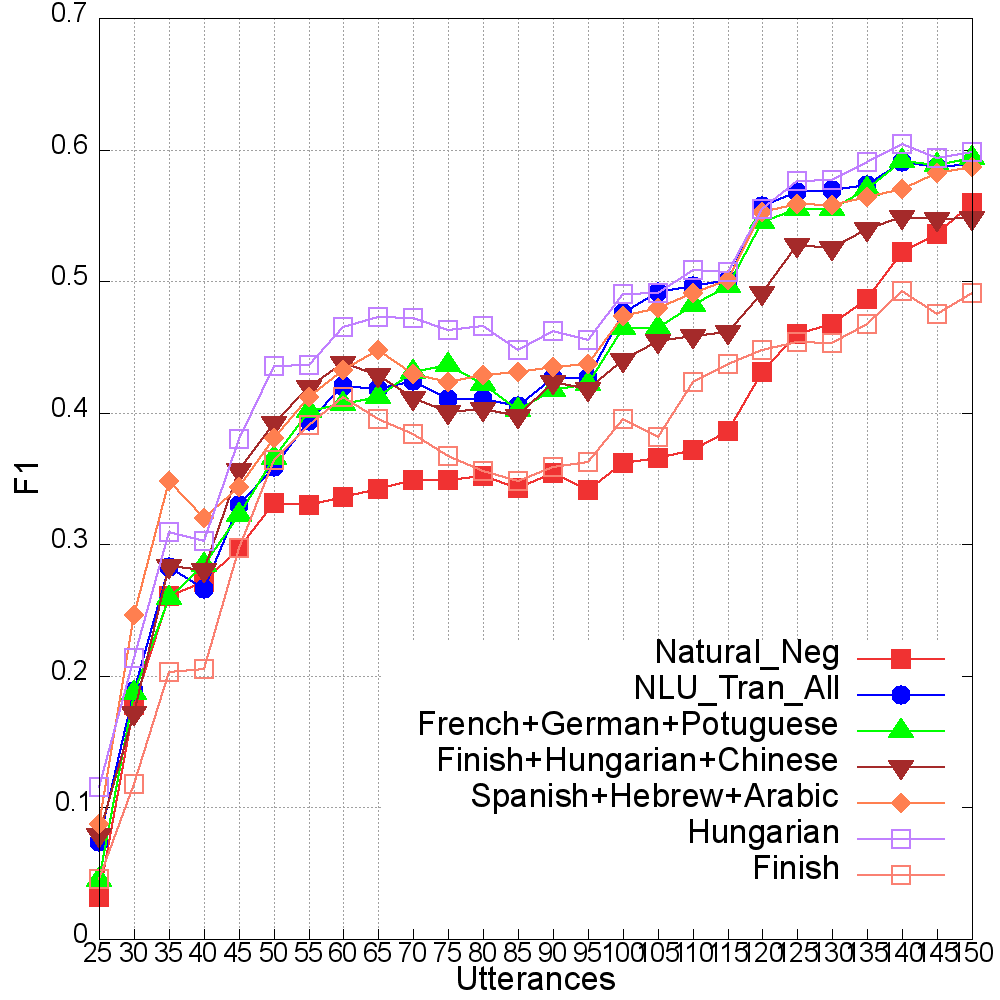 0.7
0.6
0.5
0.4
0.3
0.2
0.1
0
F1
Natural_Neg
NLU_Tran_All
French+German+Potuguese
Finish+Hungarian+Chinese
Spanish+Hebrew+Arabic
Hungarian
Finish
25 30 35 40 45 50 55 60 65 70 75 80 85 90 95 100 105 110 115 120 125 130 135 140 145 150
Utterances